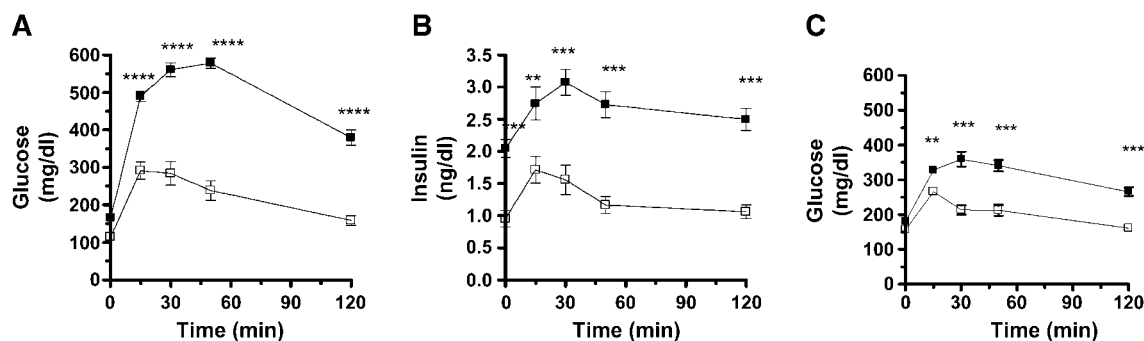 A
Glucose
(mg/dl)
600
500
400
300
200
100
0
****
****
****
****
0 30 60 90 120
Time (min)
B
Insulin
(ng/dl)
3.5
3.0
2.5
2.0
1.5
1.0
0.5
0.0
***
**
***
***
***
0 30 60 90 120
Time (min)
C
Glucose
(mg/dl)
600
500
400
300
200
100
0
**
***
***
***
0 30 60 90 120
Time (min)